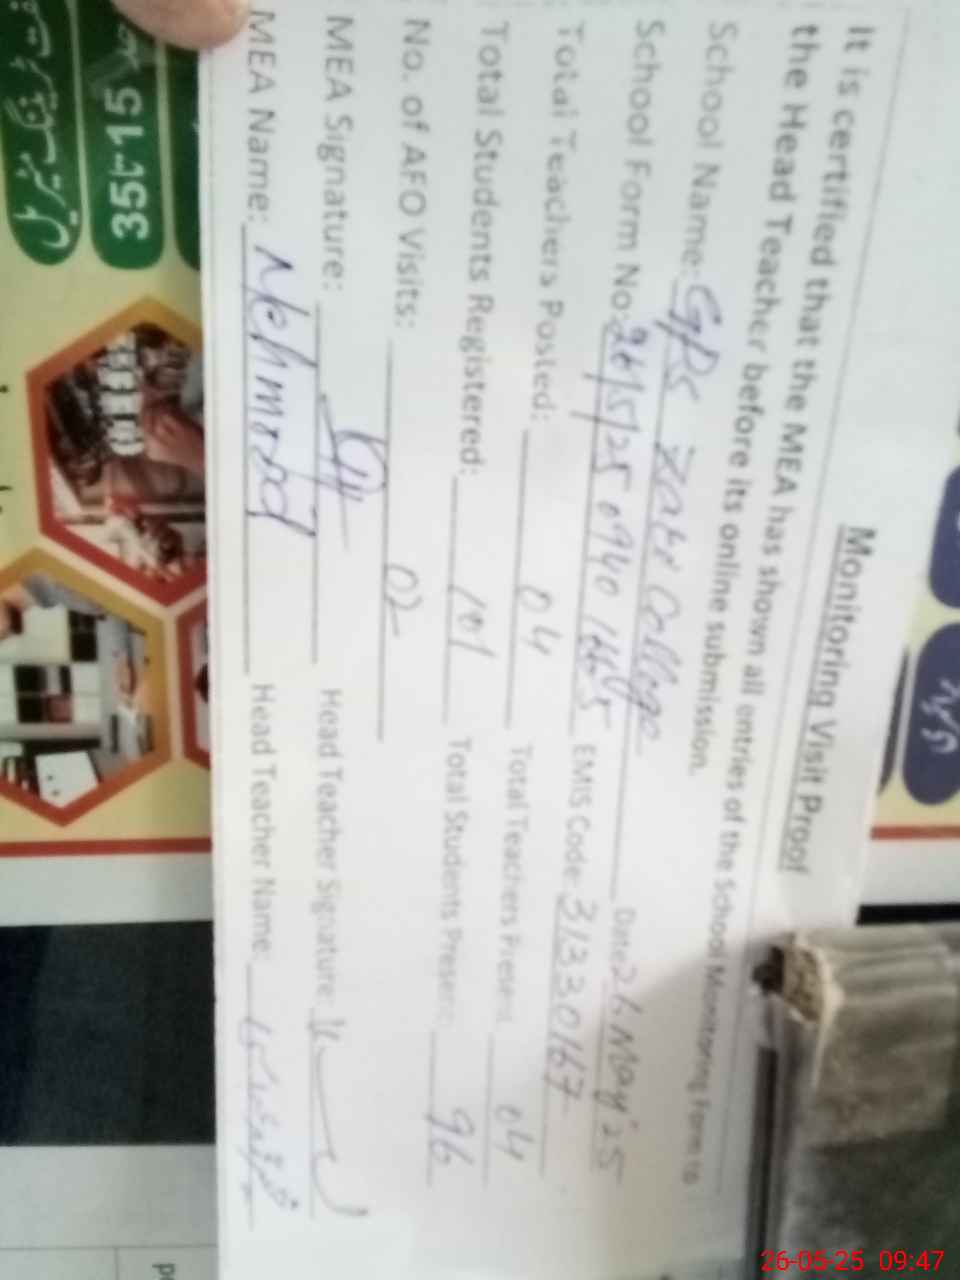 Monitoring Visit Proof
It is certified that the MEA has shown all entries of the School Monitoring Form to
the Head Teacher before its online submission.
School Name: GPS Zakt College Date 26 May' 25
School Form No: 26/5/25 0940 1665 EMIS Code: 31330167
Total Teachers Posted: 04 Total Teachers Present 04
Total Students Registered: 101 Total Students Present: 96
No. of AFO Visits: 02
MEA Signature: Head Teacher Signature:
MEA Name: Mehmood Head Teacher Name:
35t15
26-05-25 09:47